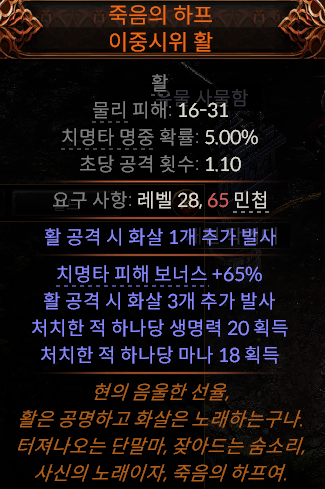 죽음의 하프
이중시위 활
활
물리 피해: 16-31
치명타 명중 확률: 5.00%
초당 공격 횟수: 1.10
요구 사항: 레벨 28, 65 민첩
활 공격 시 화살 1개 추가 발사
치명타 피해 보너스 +65%
활 공격 시 화살 3개 추가 발사
처치한 적 하나당 생명력 20 획득
처치한 적 하나당 마나 18 획득
현의 음울한 선율,
활은 공명하고 화살은 노래하는구나.
터져나오는 단말마, 잦아드는 숨소리,
사신의 노래이자, 죽음의 하프여.